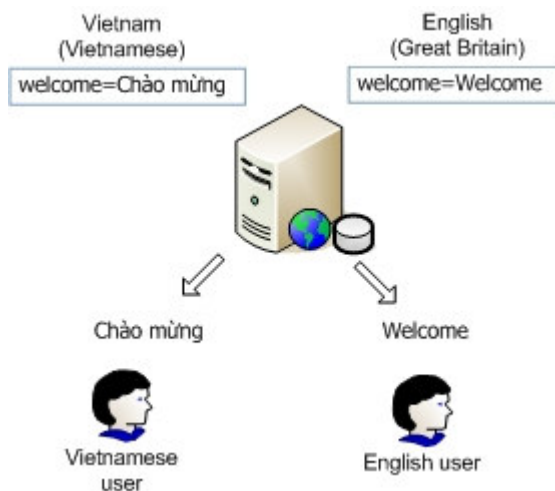 Vietnam
(Vietnamese)
welcome=Chào mừng
English
(Great Britain)
welcome=Welcome
Chào mừng
Welcome
Vietnamese
user
English user